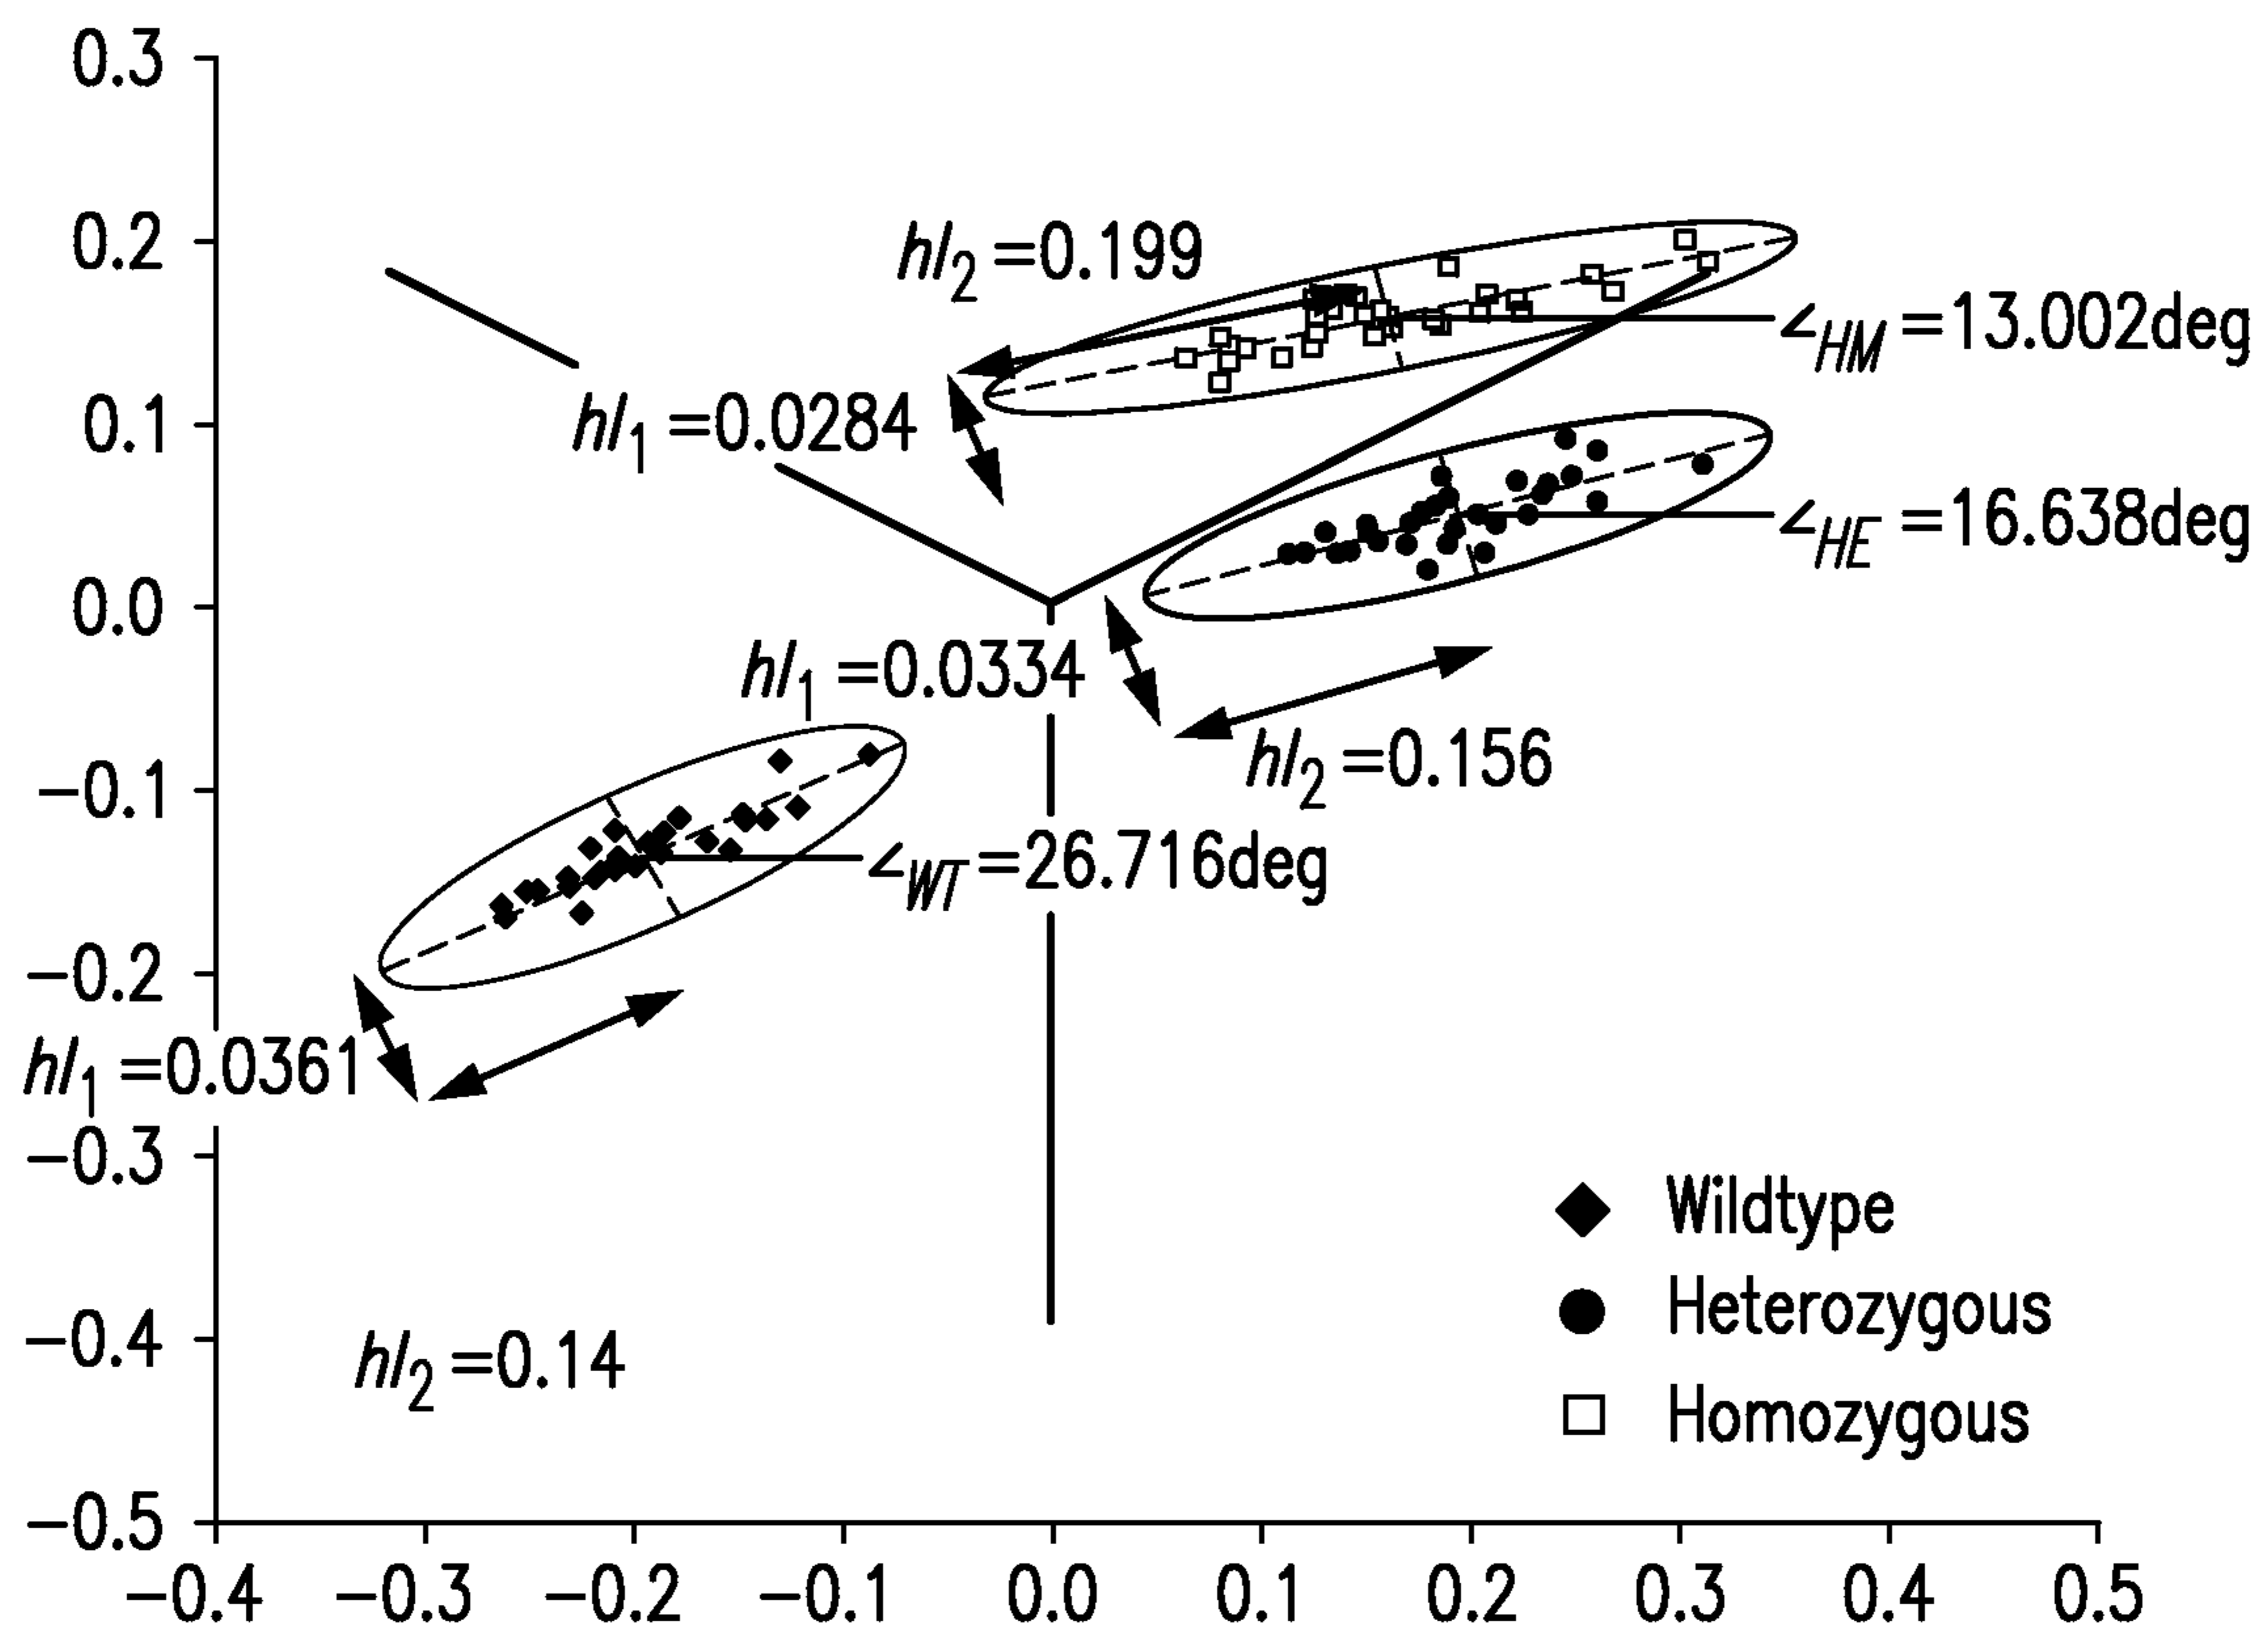 0.3
0.2
0.1
0.0
−0.1
−0.2
−0.3
−0.4
−0.5
hl2 =0.199
<HM =13.002deg
hl1 =0.0284
<HE =16.638deg
hl1 =0.0334
hl2 =0.156
<WT =26.716deg
hl1 =0.0361
hl2 =0.14
Wildtype
Heterozygous
Homozygous
−0.4 −0.3 −0.2 −0.1 0.0 0.1 0.2 0.3 0.4 0.5